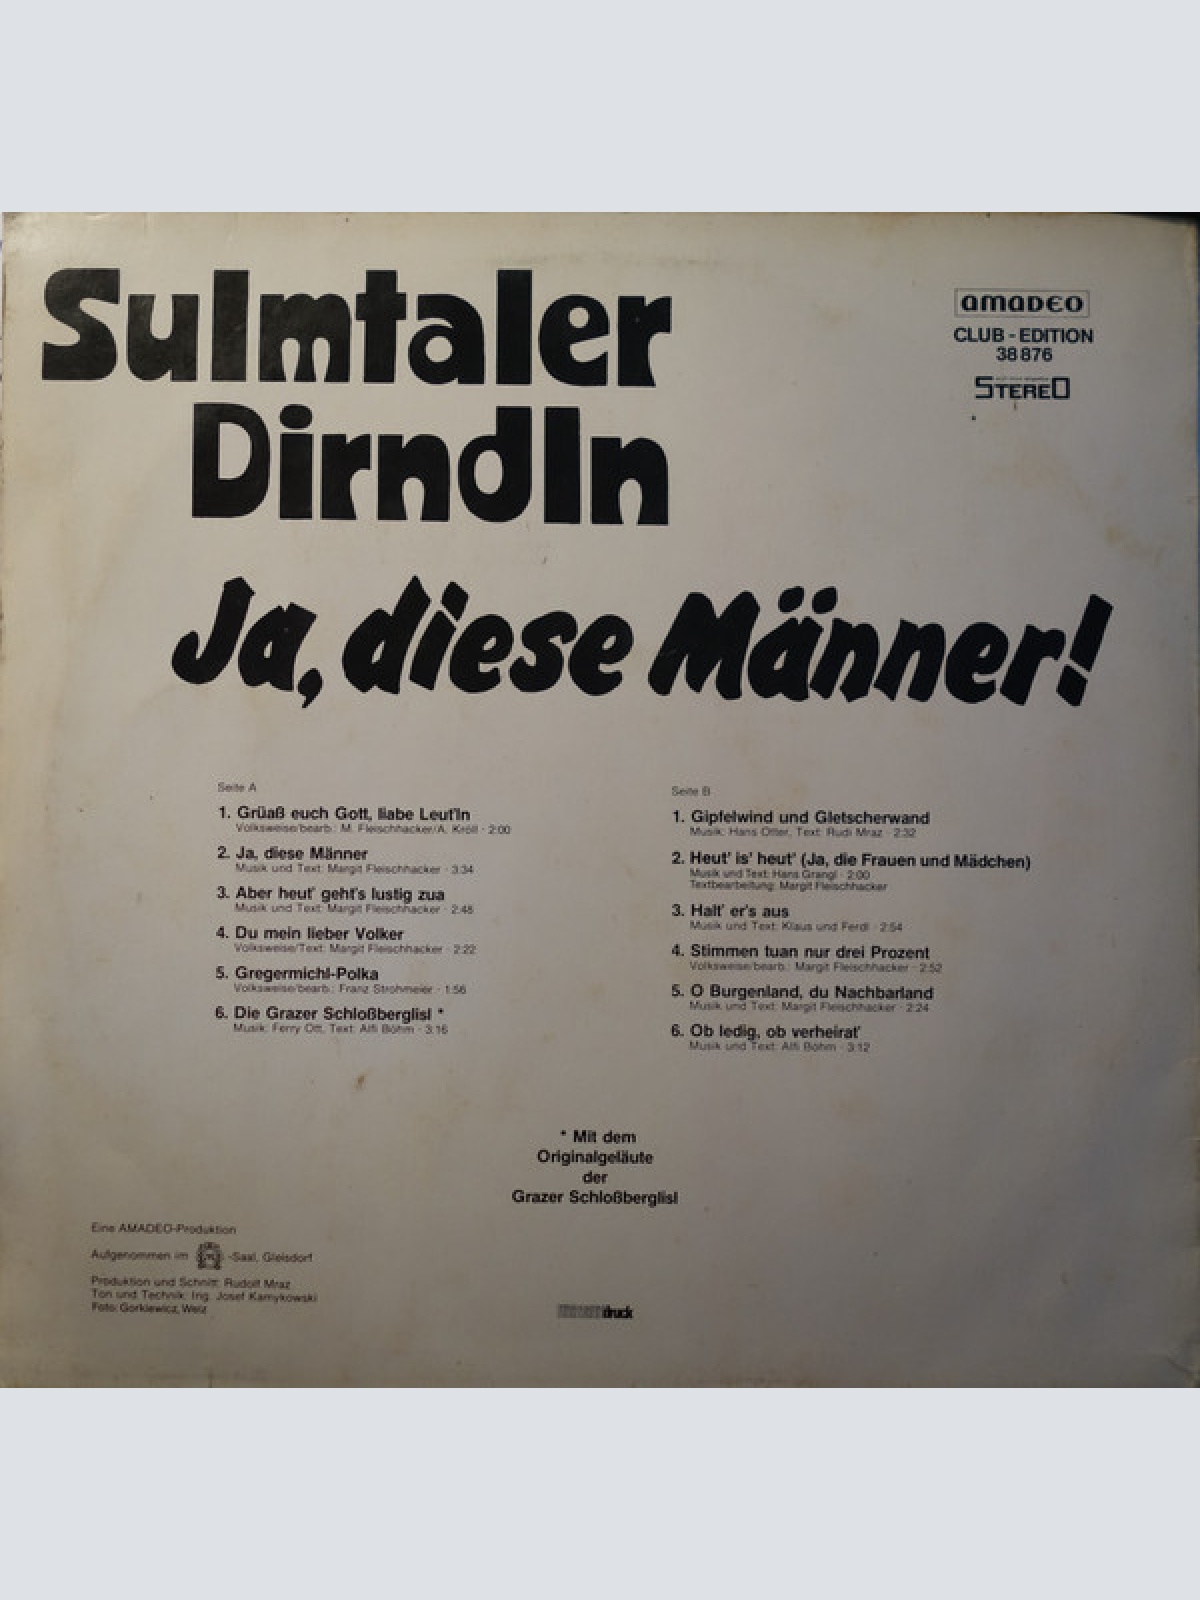 Sulmtaler
Dirndln
Ja, diese Männer!
amadeo
CLUB - EDITION
38 876
STEREO
Seite A
1. Grüaß euch Gott, liabe Leut'ln
Volksweise/bearb.: M. Fleischhacker/A. Kröll · 2:00
2. Ja, diese Männer
Musik und Text: Margit Fleischhacker · 3:34
3. Aber heut' geht's lustig zua
Musik und Text: Margit Fleischhacker · 2:48
4. Du mein lieber Volker
Volksweise/Text: Margit Fleischhacker · 2:22
5. Gregermichl-Polka
Volksweise/bearb.: Franz Strohmeier · 1:56
6. Die Grazer Schloßberglisl *
Musik: Ferry Ott, Text: Alfi Böhm · 3:16
Seite B
1. Gipfelwind und Gletscherwand
Musik: Hans Otter, Text: Rudi Mraz · 2:32
2. Heut' is' heut' (Ja, die Frauen und Mädchen)
Musik und Text: Hans Grangl · 2:00
Textbearbeitung: Margit Fleischhacker
3. Halt' er's aus
Musik und Text: Klaus und Ferdl · 2:54
4. Stimmen tuan nur drei Prozent
Volksweise/bearb.: Margit Fleischhacker · 2:52
5. O Burgenland, du Nachbarland
Musik und Text: Margit Fleischhacker · 2:24
6. Ob ledig, ob verheirat'
Musik und Text: Alfi Böhm · 3:12
* Mit dem
Originalgeläute
der
Grazer Schloßberglisl
Eine AMADEO-Produktion
Aufgenommen im -Saal, Gleisdorf
Produktion und Schnitt: Rudolf Mraz
Ton und Technik: Ing. Josef Kamykowski
Foto: Gorkiewicz, Weiz
druck